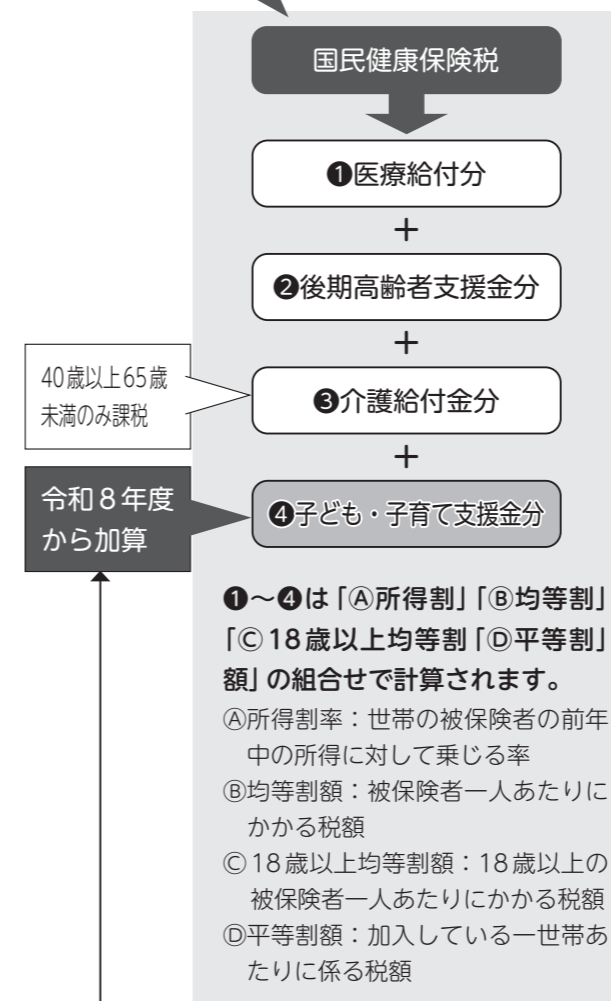 国民健康保険税
❶医療給付分
+
❷後期高齢者支援金分
+
40歳以上65歳
未満のみ課税
❸介護給付金分
+
令和8年度
から加算
❹子ども・子育て支援金分
❶～❹は「Ⓐ所得割」「Ⓑ均等割」
「Ⓒ18歳以上均等割「Ⓓ平等割」
額」の組合せで計算されます。
Ⓐ所得割率：世帯の被保険者の前年
中の所得に対して乗じる率
Ⓑ均等割額：被保険者一人あたりに
かかる税額
Ⓒ18歳以上均等割額：18歳以上の
被保険者一人あたりにかかる税額
Ⓓ平等割額：加入している一世帯あ
たりに係る税額